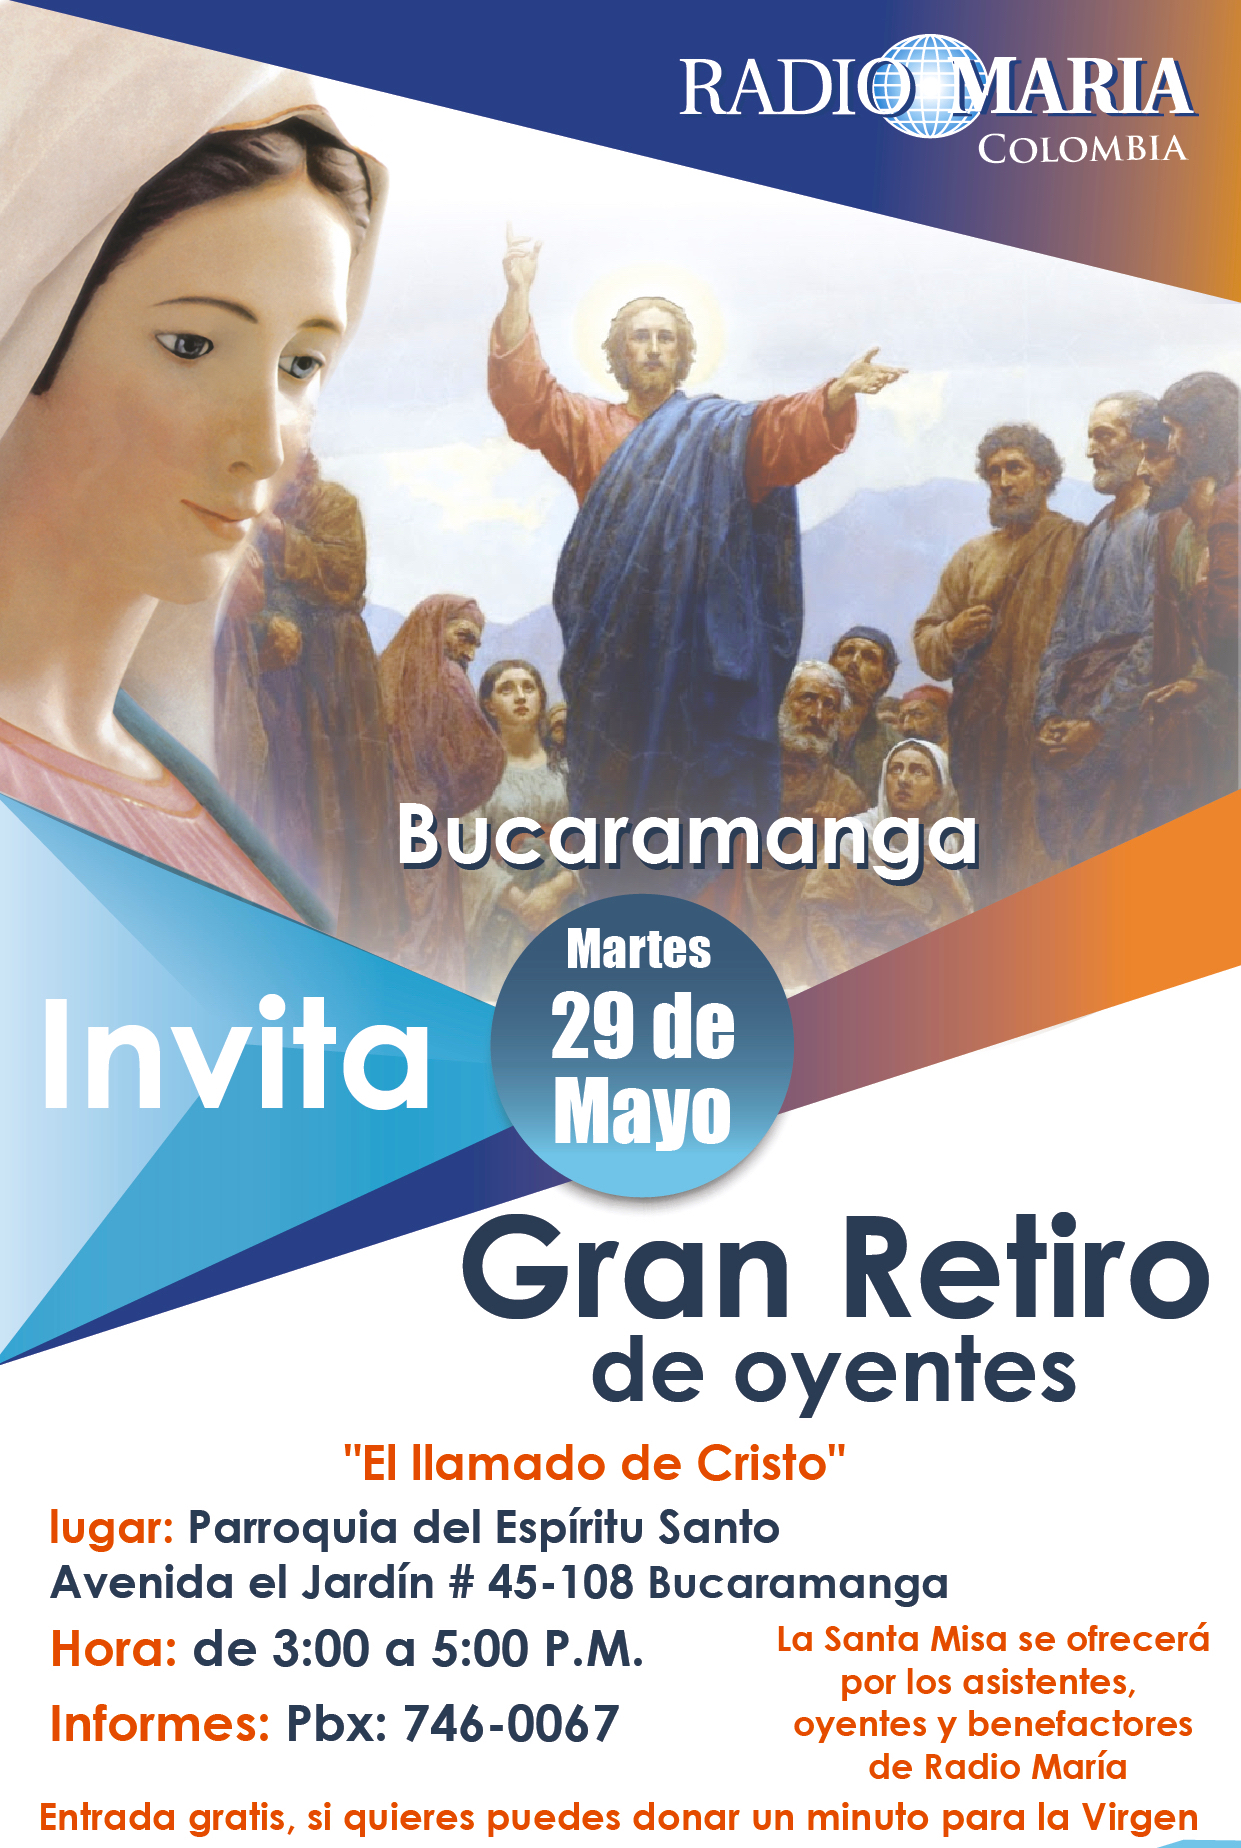 RADIO MARIA
COLOMBIA
Bucaramanga
Martes
29 de
Mayo
Invita
Gran Retiro
de oyentes
"El llamado de Cristo"
lugar: Parroquia del Espíritu Santo
Avenida el Jardín # 45-108 Bucaramanga
Hora: de 3:00 a 5:00 P.M.
Informes: Pbx: 746-0067
La Santa Misa se ofrecerá
por los asistentes,
oyentes y benefactores
de Radio María
Entrada gratis, si quieres puedes donar un minuto para la Virgen